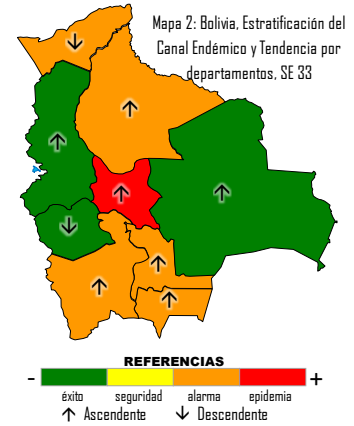 Mapa 2: Bolivia, Estratificación del
Canal Endémico y Tendencia por
departamentos, SE 33
REFERENCIAS
- +
éxito seguridad alarma epidemia
↑ Ascendente ↓ Descendente